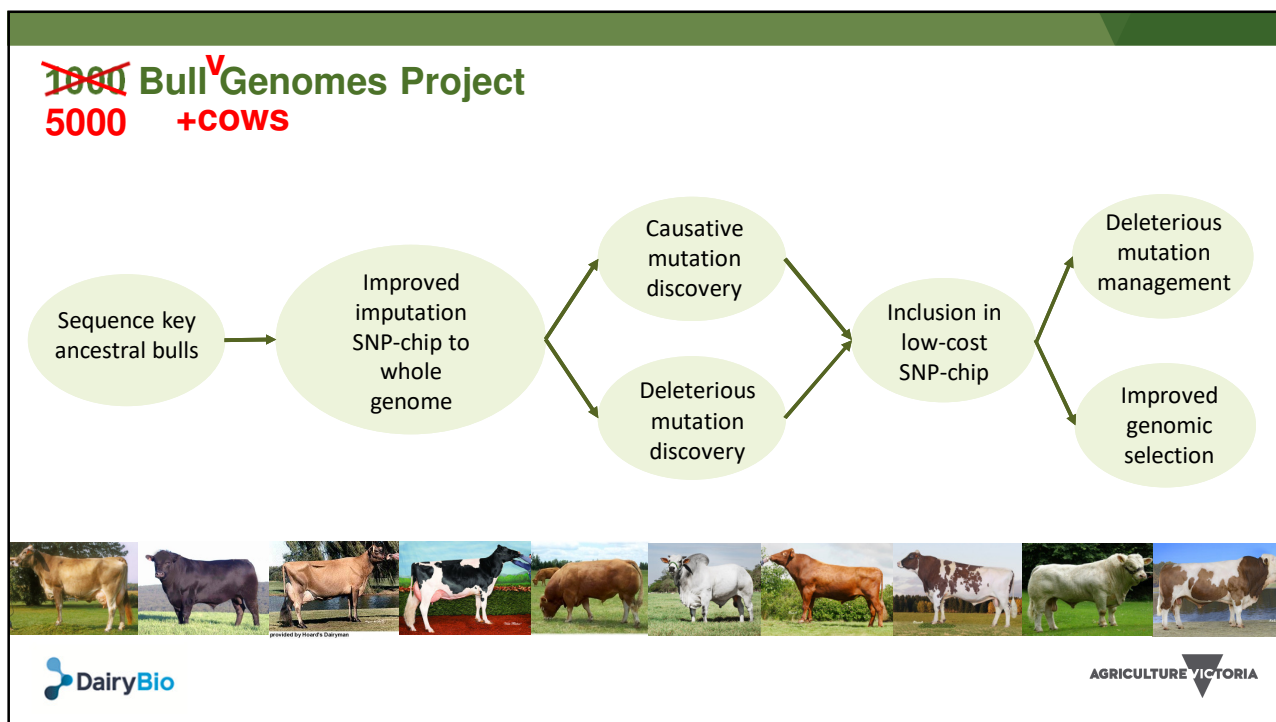 1000 Bull v Genomes Project
5000 +cows
Sequence key
ancestral bulls
Improved
imputation
SNP-chip to
whole
genome
Causative
mutation
discovery
Deleterious
mutation
discovery
Inclusion in
low-cost
SNP-chip
Deleterious
mutation
management
Improved
genomic
selection
provided by Hoard's Dairyman
DairyBio
AGRICULTURE VICTORIA